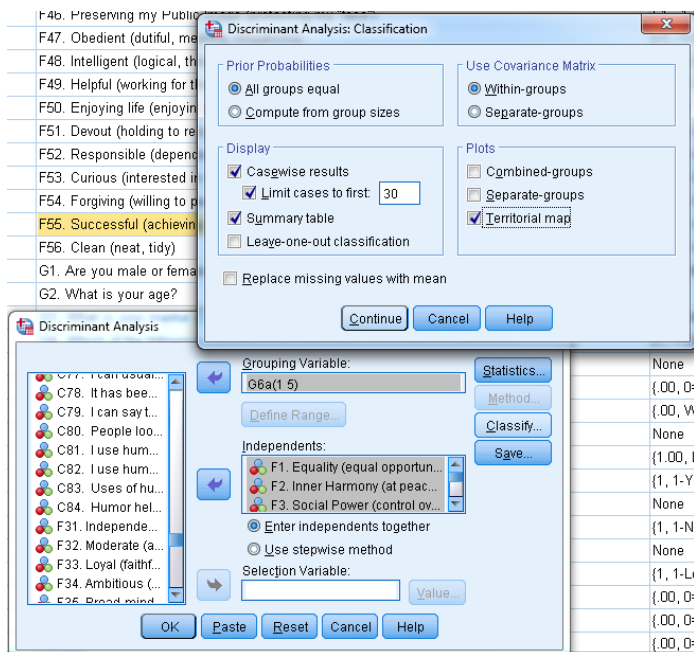 F46. Preserving my Public
F47. Obedient (dutiful, me
F48. Intelligent (logical, th
F49. Helpful (working for t
F50. Enjoying life (enjoyin
F51. Devout (holding to re
F52. Responsible (depend
F53. Curious (interested i
F54. Forgiving (willing to p
F55. Successful (achievin
F56. Clean (neat, tidy)
G1. Are you male or fema
G2. What is your age?
Discriminant Analysis: Classification
Prior Probabilities
All groups equal
Compute from group sizes
Use Covariance Matrix
Within-groups
Separate-groups
Display
Casewise results
Limit cases to first: 30
Summary table
Leave-one-out classification
Plots
Combined-groups
Separate-groups
Territorial map
Replace missing values with mean
Continue Cancel Help
Discriminant Analysis
C77. I can usual...
C78. It has bee...
C79. I can say t...
C80. People loo...
C81. I use hum...
C82. I use hum...
C83. Uses of hu...
C84. Humor hel...
F31. Independe...
F32. Moderate (a...
F33. Loyal (faithf...
F34. Ambitious (...
Grouping Variable:
G6a(1 5)
Define Range...
Independents:
F1. Equality (equal opportun...
F2. Inner Harmony (at peac...
F3. Social Power (control ov...
Enter independents together
Use stepwise method
Selection Variable:
Value...
Statistics...
Method...
Classify...
Save...
OK Paste Reset Cancel Help
None
{.00, 0=
{.00, W
None
{1.00, 
{1, 1-Y
None
{1, 1-N
None
{1, 1-Le
{.00, 0=
{.00, 0=
{.00, 0=